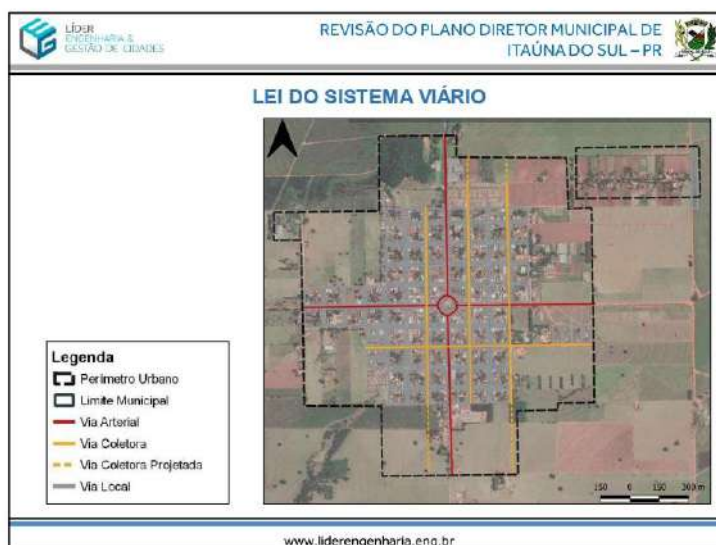 LÍDER
ENGENHARIA &
GESTÃO DE CIDADES
REVISÃO DO PLANO DIRETOR MUNICIPAL DE
ITAÚNA DO SUL – PR
LEI DO SISTEMA VIÁRIO
Legenda
Perímetro Urbano
Limite Municipal
Via Arterial
Via Coletora
Via Coletora Projetada
Via Local
150 0 150 300 m
www.liderengenharia.eng.br